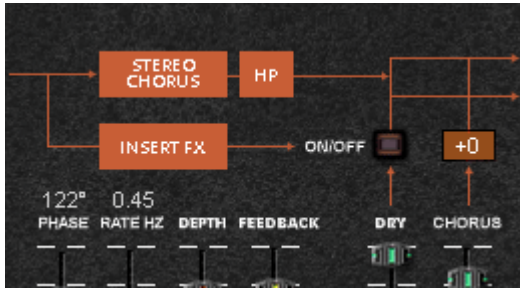 STEREO
CHORUS
HP
INSERT FX
ON/OFF
+0
122° 0.45
PHASE RATE HZ DEPTH FEEDBACK DRY CHORUS